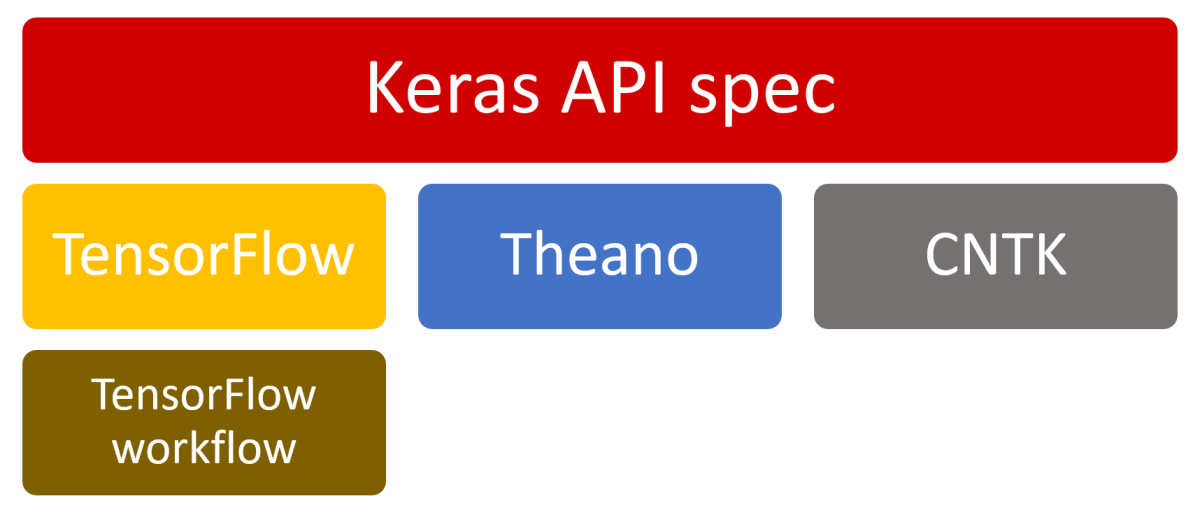 Keras API spec
TensorFlow
Theano
CNTK
TensorFlow
workflow